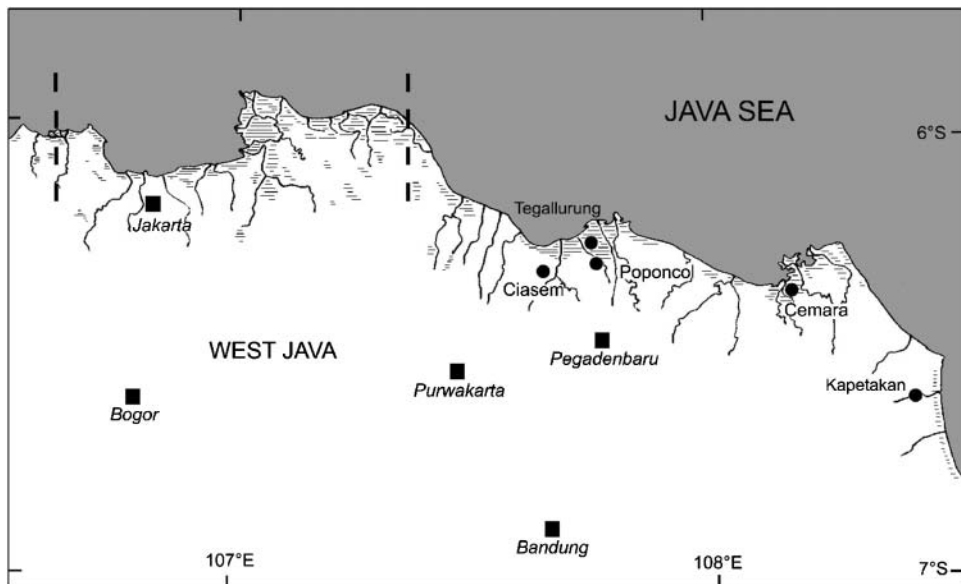 JAVA SEA
6°S
Tegallurung
Jakarta
Ciasem
Poponcol
Cemara
WEST JAVA
Pegadenbaru
Purwakarta
Kapetakan
Bogor
Bandung
107°E
108°E
7°S